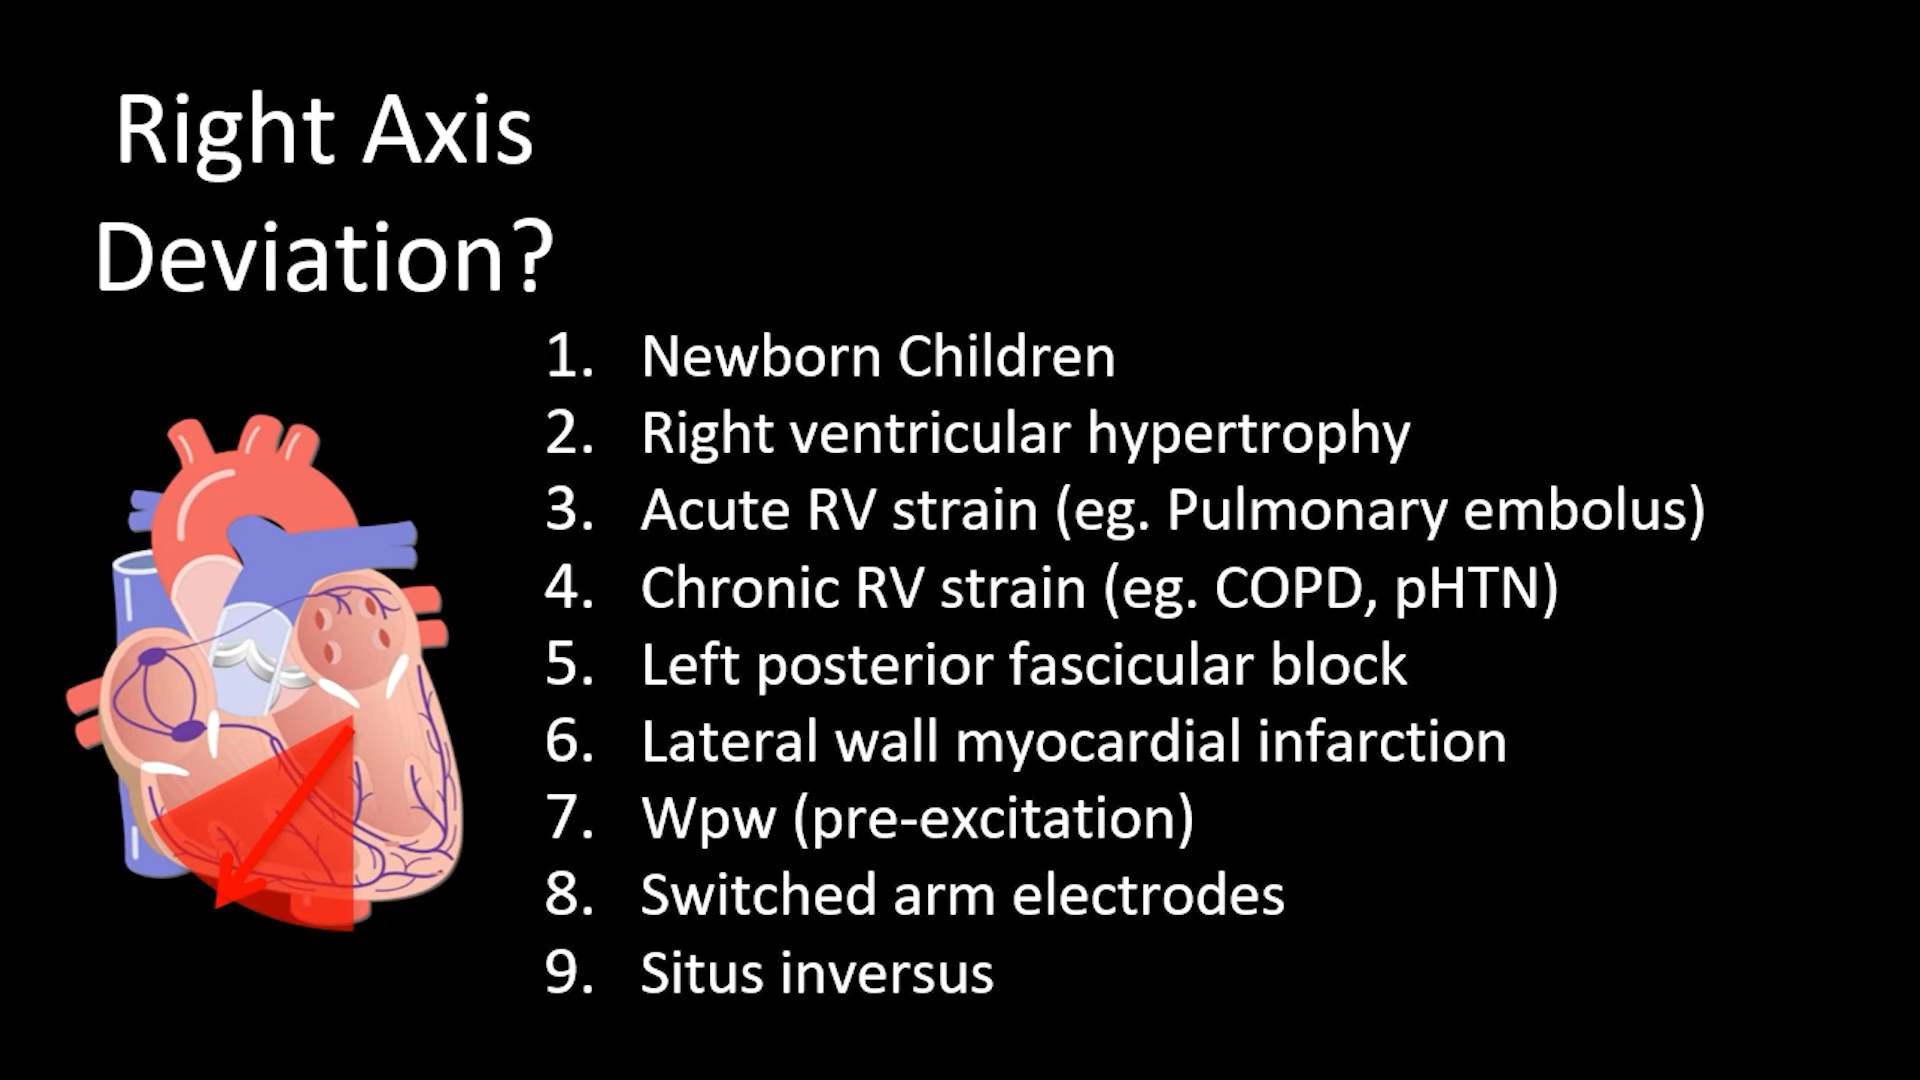 Right Axis
Deviation?
1. Newborn Children
2. Right ventricular hypertrophy
3. Acute RV strain (eg. Pulmonary embolus)
4. Chronic RV strain (eg. COPD, pHTN)
5. Left posterior fascicular block
6. Lateral wall myocardial infarction
7. Wpw (pre-excitation)
8. Switched arm electrodes
9. Situs inversus